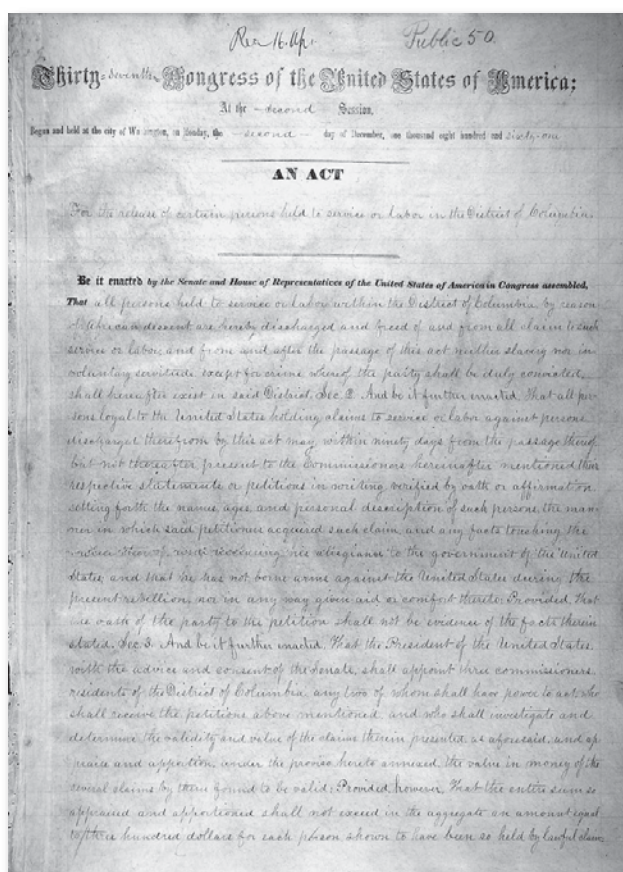 Rec 16. Ap. Public 50.
Thirty-seventh Congress of the United States of America;
At the second Session,
Begun and held at the city of Washington, on Monday, the second day of December, one thousand eight hundred and sixty-one
AN ACT
For the release of certain persons held to service or labor in the District of Columbia.
Be it enacted by the Senate and House of Representatives of the United States of America in Congress assembled,
That all persons held to service or labor within the District of Columbia by reason
of African descent are hereby discharged and freed of and from all claim to such
service or labor; and from and after the passage of this act neither slavery nor in-
voluntary servitude, except for crime, whereof the party shall be duly convicted,
shall hereafter exist in said District. Sec. 2. And be it further enacted, That all per-
sons loyal to the United States holding claims to service or labor against persons
discharged therefrom by this act may, within ninety days from the passage thereof,
but not thereafter, present to the Commissioners hereinafter mentioned their
respective statements or petitions in writing, verified by oath or affirmation,
setting forth the names, ages, and personal description of such persons, the man-
ner in which said petitioners acquired such claim, and any facts touching the
value thereof, and declaring his allegiance to the government of the United
States, and that he has not borne arms against the United States during the
present rebellion, nor in any way given aid or comfort thereto: Provided, That
the oath of the party to the petition shall not be evidence of the facts therein
stated. Sec. 3. And be it further enacted, That the President of the United States,
with the advice and consent of the Senate, shall appoint three commissioners,
residents of the District of Columbia, any two of whom shall have power to act, who
shall receive the petitions above mentioned, and who shall investigate and
determine the validity and value of the claims therein presented, as aforesaid, and ap-
praise and apportion, under the proviso hereto annexed, the value in money of the
several claims by them found to be valid: Provided, however, That the entire sum so
appraised and apportioned shall not exceed in the aggregate an amount equal
to three hundred dollars for each person shown to have been so held by lawful claim: